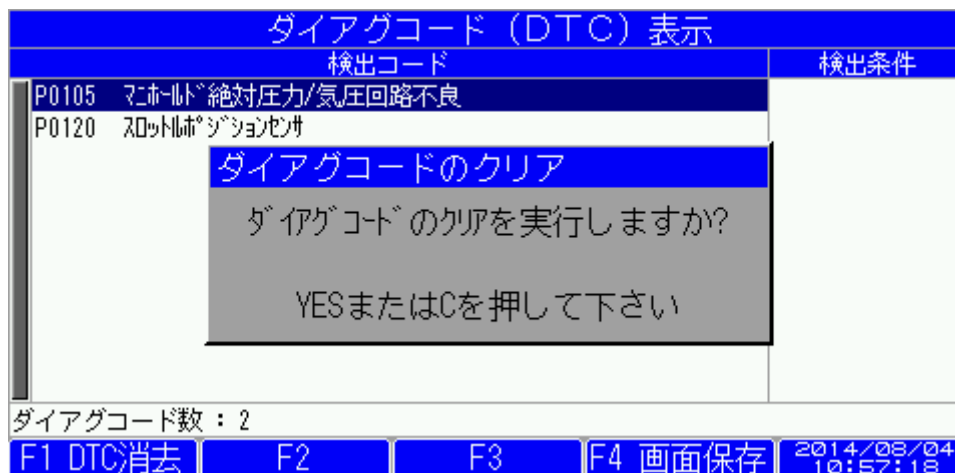 ダイアグコード（DTC）表示
検出コード 検出条件
P0105 ﾏﾆﾎｰﾙﾄﾞ絶対圧力/気圧回路不良
P0120 ｽﾛｯﾄﾙﾎﾟｼﾞｼｮﾝｾﾝｻ
ダイアグコードのクリア
ﾀﾞｲｱｸﾞｺｰﾄﾞのｸﾘｱを実行しますか?
YESまたはCを押して下さい
ダイアグコード数：2
F1 DTC消去 F2 F3 F4 画面保存 2014/08/04
10:57:18